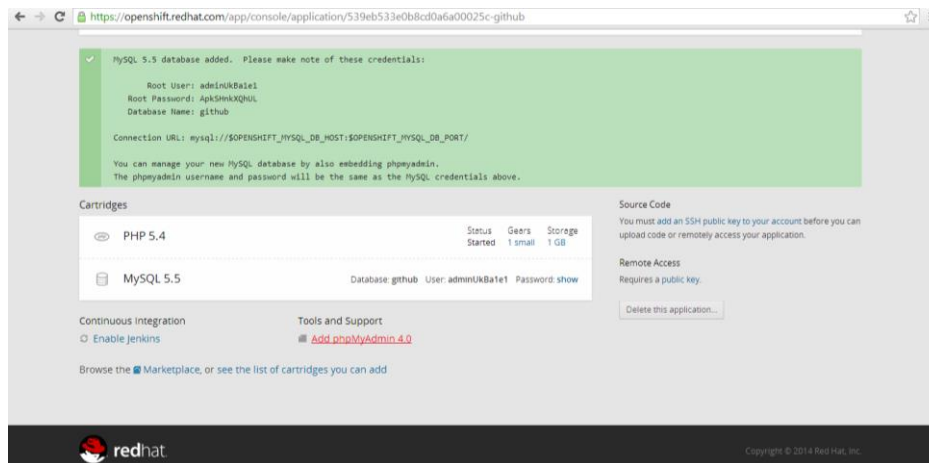 https://openshift.redhat.com/app/console/application/539eb533e0b8cd0a6a00025c-github
MySQL 5.5 database added. Please make note of these credentials:
Root User: adminUkBa1e1
Root Password: ApkSHnkXQhUL
Database Name: github
Connection URL: mysql://$OPENSHIFT_MYSQL_DB_HOST:$OPENSHIFT_MYSQL_DB_PORT/
You can manage your new MySQL database by also embedding phpmyadmin.
The phpmyadmin username and password will be the same as the MySQL credentials above.
Cartridges
PHP 5.4
Status Gears Storage
Started 1 small 1 GB
MySQL 5.5
Database: github User: adminUkBa1e1 Password: show
Continuous Integration
Enable Jenkins
Tools and Support
Add phpMyAdmin 4.0
Browse the Marketplace, or see the list of cartridges you can add
Source Code
You must add an SSH public key to your account before you can
upload code or remotely access your application.
Remote Access
Requires a public key.
Delete this application...
redhat.
Copyright © 2014 Red Hat, Inc.